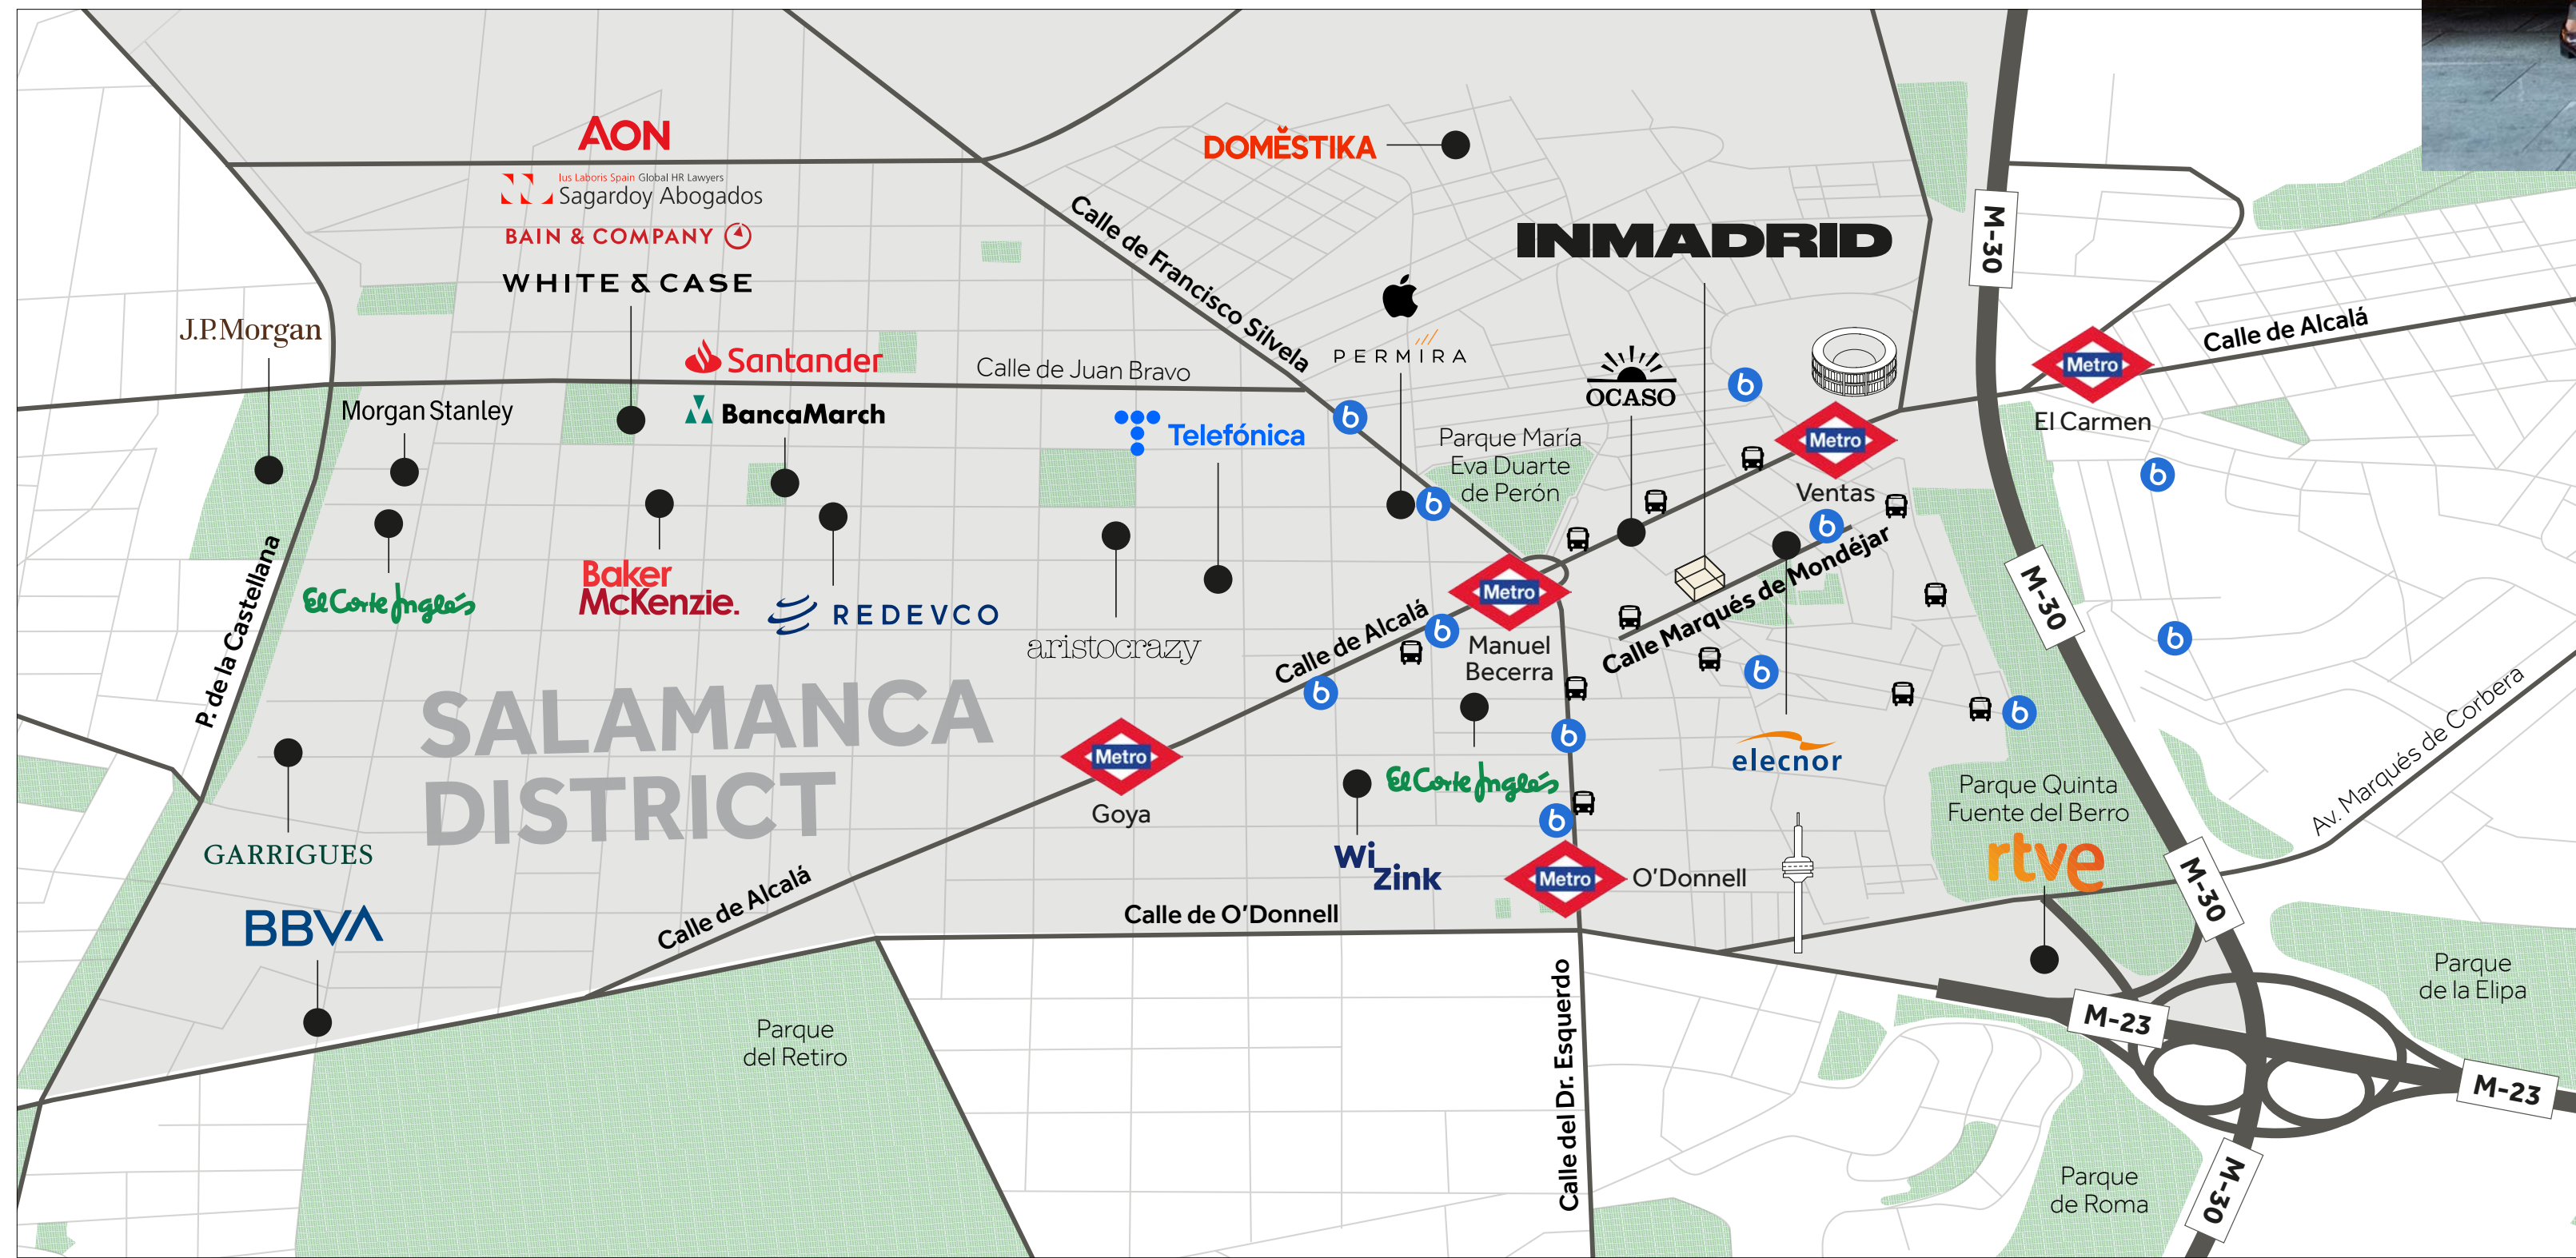 AON
Ius Laboris Spain Global HR Lawyers
Sagardoy Abogados
BAIN & COMPANY
WHITE & CASE
DOMĚSTIKA
INMADRID
M-30
Calle de Francisco Silvela
J.P.Morgan
Santander
Calle de Juan Bravo
PERMIRA
OCASO
Metro
El Carmen
Calle de Alcalá
Morgan Stanley
BancaMarch
Telefónica
b
Parque María
Eva Duarte
de Perón
b
b
Metro
Ventas
b
b
b
P. de la Castellana
El Corte Inglés
Baker
McKenzie.
REDEVCO
aristocrazy
Calle de Alcalá
Metro
Manuel
Becerra
b
b
Calle Marqués de Mondéjar
M-30
b
b
b
b
SALAMANCA
DISTRICT
Metro
Goya
El Corte Inglés
b
b
elecnor
Av. Marqués de Corbera
Parque Quinta
Fuente del Berro
rtve
GARRIGUES
BBVA
Calle de Alcalá
Wi
Zink
Metro
O'Donnell
Calle de O'Donnell
M-30
Parque
del Retiro
Calle del Dr. Esquerdo
Parque
de la Elipa
M-23
M-23
Parque
de Roma
M-30